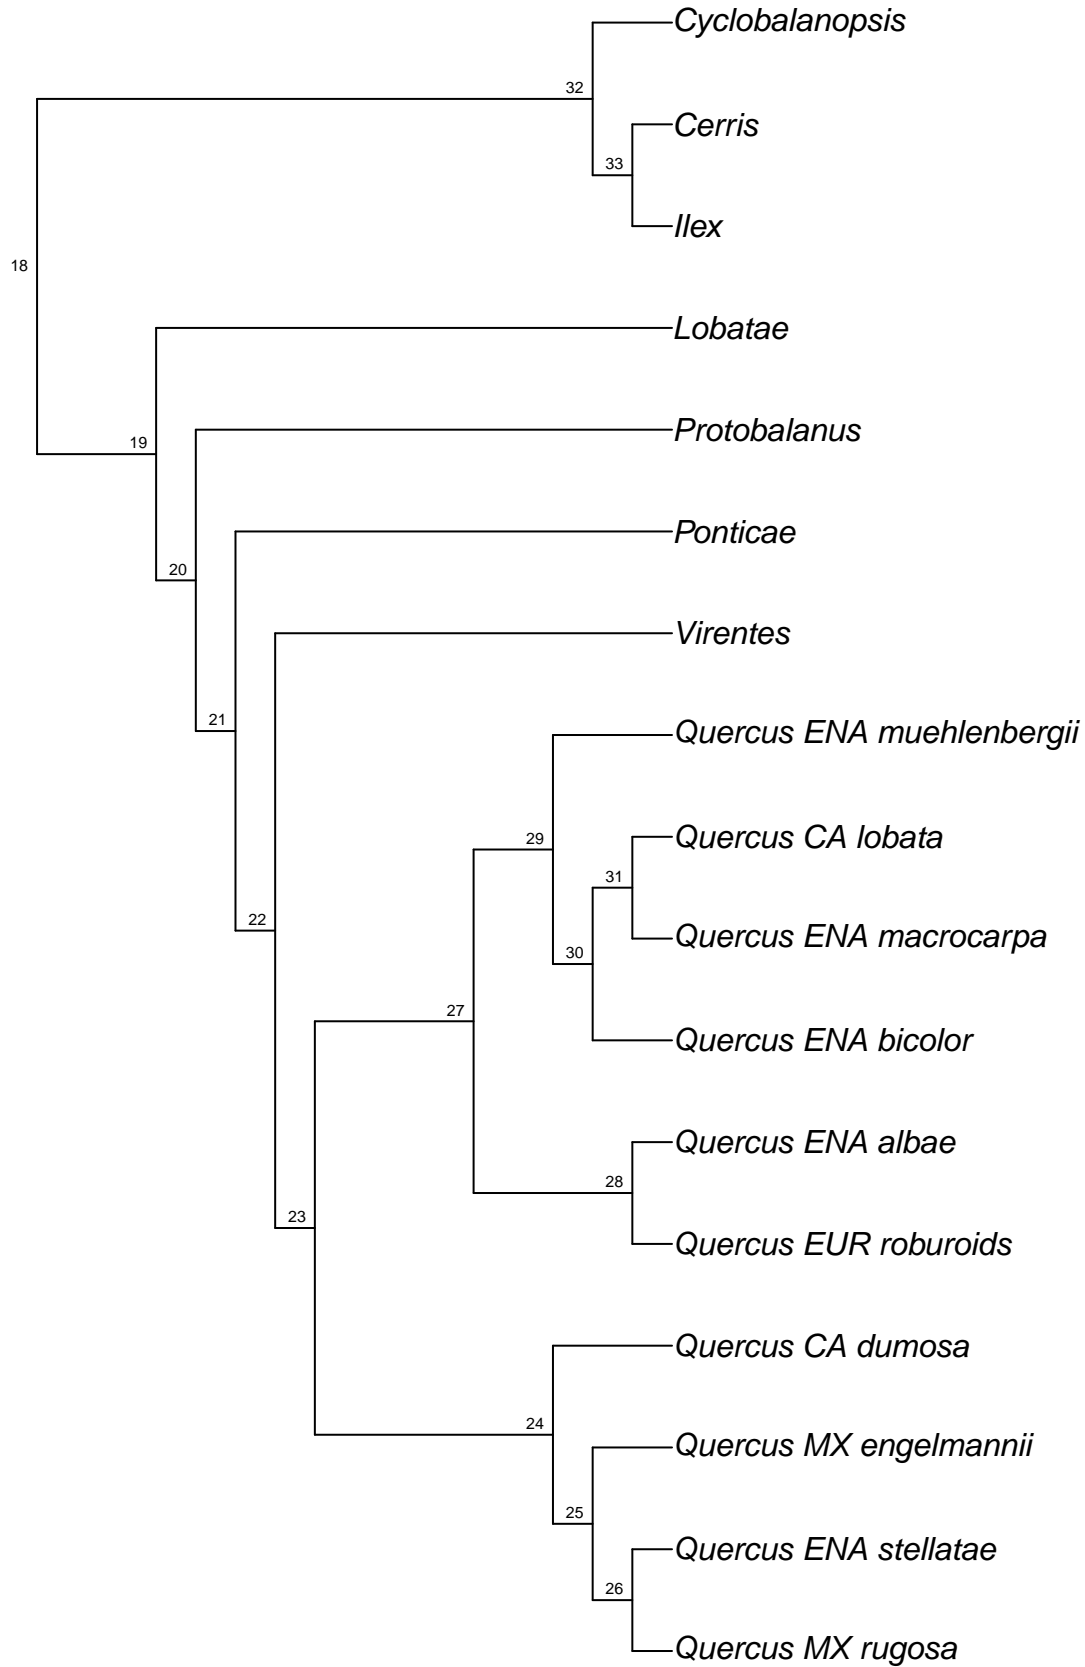 Cyclobalanopsis
32
Cerris
33
Ilex
18
Lobatae
Protobalanus
19
Ponticae
20
Virentes
21
Quercus ENA muehlenbergii
Quercus CA lobata
29
31
22
Quercus ENA macrocarpa
30
27
Quercus ENA bicolor
Quercus ENA albae
28
23
Quercus EUR roburoids
Quercus CA dumosa
24
Quercus MX engelmannii
25
Quercus ENA stellatae
26
Quercus MX rugosa